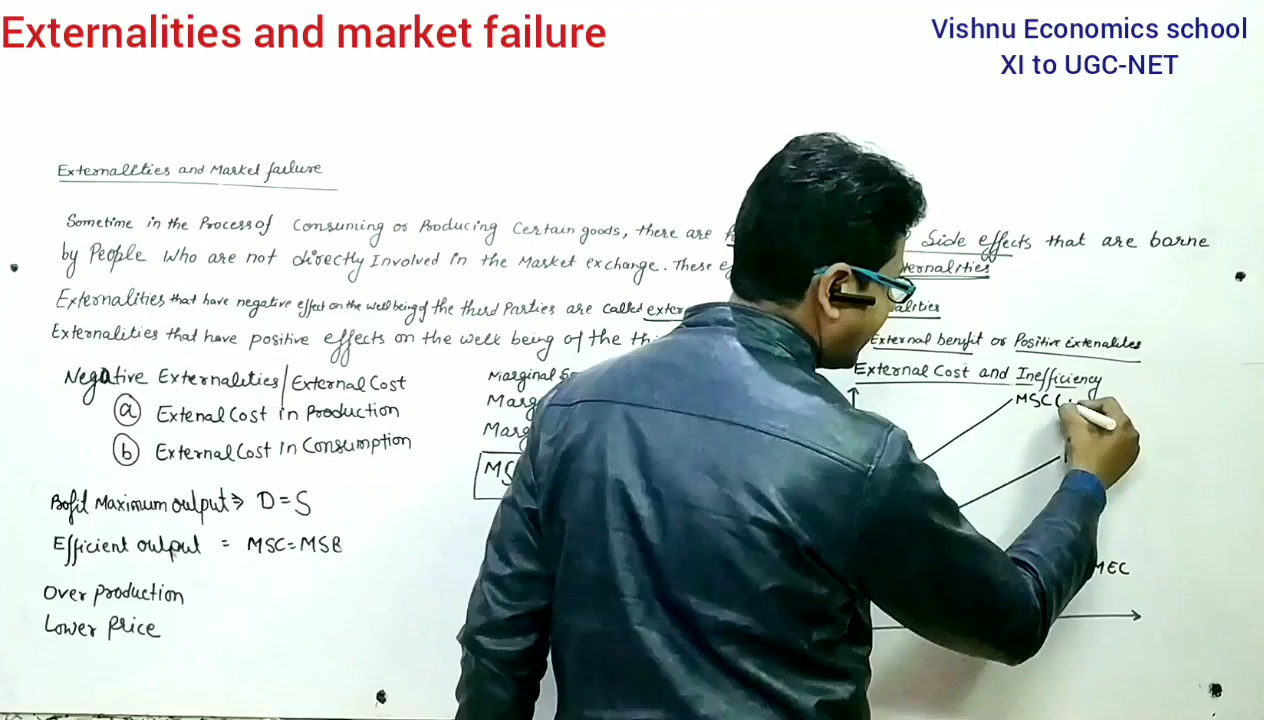 Externalities and market failure
Vishnu Economics school
XI to UGC-NET
Externalities and Market failure
Sometime in the Process of Consuming or Producing Certain goods, there are Side effects that are borne
by People Who are not directly Involved in the Market exchange. These
Externalities that have negative effect on the well being of the third Parties are called
Externalities that have positive effects on the well being of the External benefit or Positive Externalities
Negative Externalities/External Cost
External Cost and Inefficiency
(a) External Cost in Production
(b) External Cost in Consumption
Marginal
MSC
MEC
Profit Maximum output ⇒ D=S
Efficient output = MSC=MSB
Over production
Lower Price